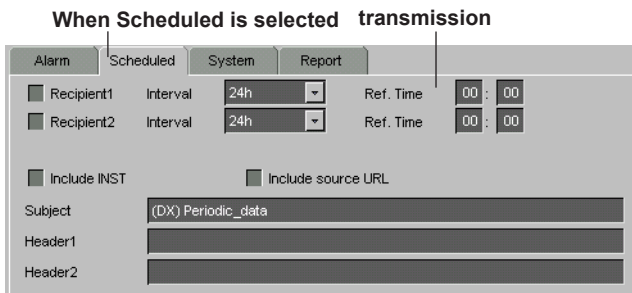 When Scheduled is selected transmission
Alarm Scheduled System Report
Recipient1 Interval 24h Ref. Time 00 : 00
Recipient2 Interval 24h Ref. Time 00 : 00
Include INST Include source URL
Subject (DX) Periodic_data
Header1
Header2